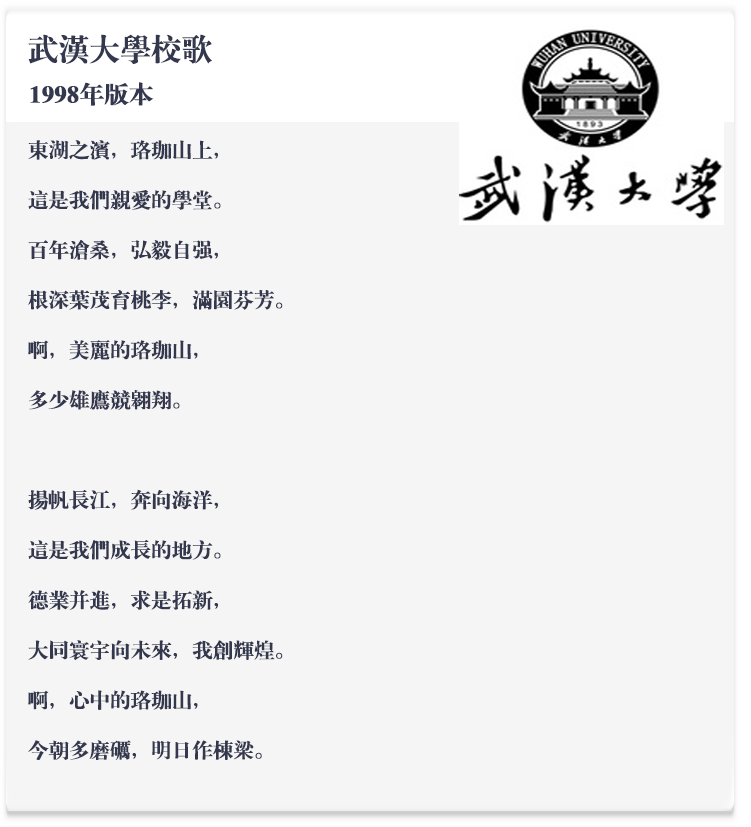 武漢大學校歌
1998年版本
WUHAN UNIVERSITY
1893
武漢大學
武漢大學
東湖之濱，珞珈山上，
這是我們親愛的學堂。
百年滄桑，弘毅自强，
根深葉茂育桃李，滿園芬芳。
啊，美麗的珞珈山，
多少雄鷹競翱翔。
揚帆長江，奔向海洋，
這是我們成長的地方。
德業并進，求是拓新，
大同寰宇向未來，我創輝煌。
啊，心中的珞珈山，
今朝多磨礪，明日作棟梁。